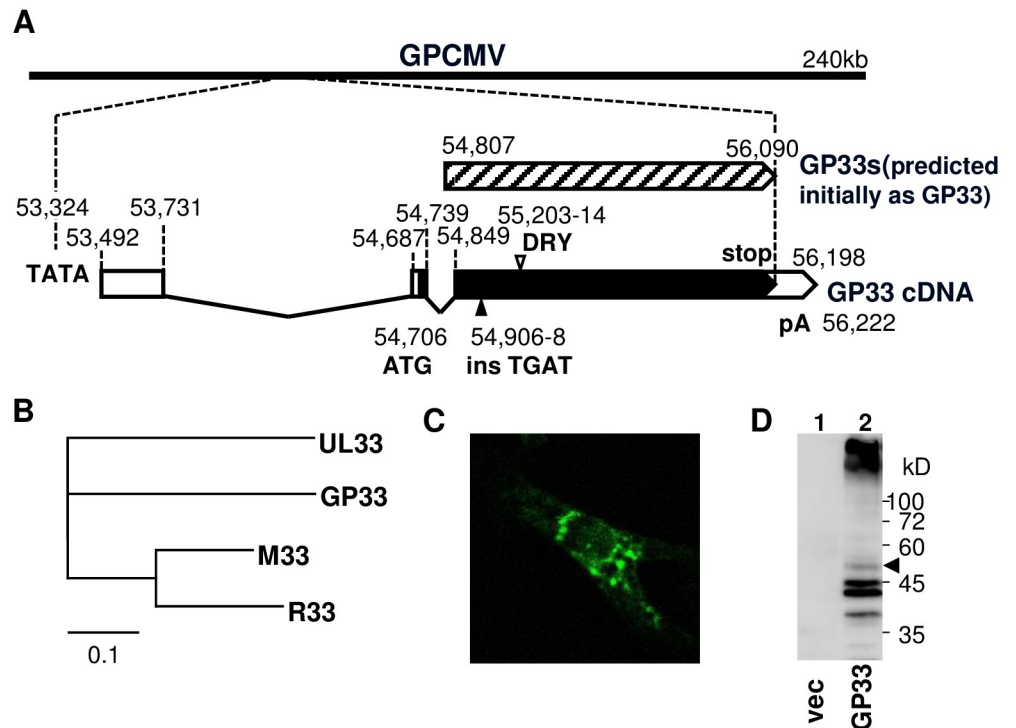 A
GPCMV
240kb
54,807
56,090
GP33s(predicted
initially as GP33)
53,324
53,731
54,739
55,203-14
53,492
54,687
54,849
DRY
stop
56,198
TATA
GP33 cDNA
54,706
54,906-8
pA 56,222
ATG
ins TGAT
B
UL33
GP33
M33
R33
0.1
C
D
1 2
kD
100
72
60
45
35
vec
GP33